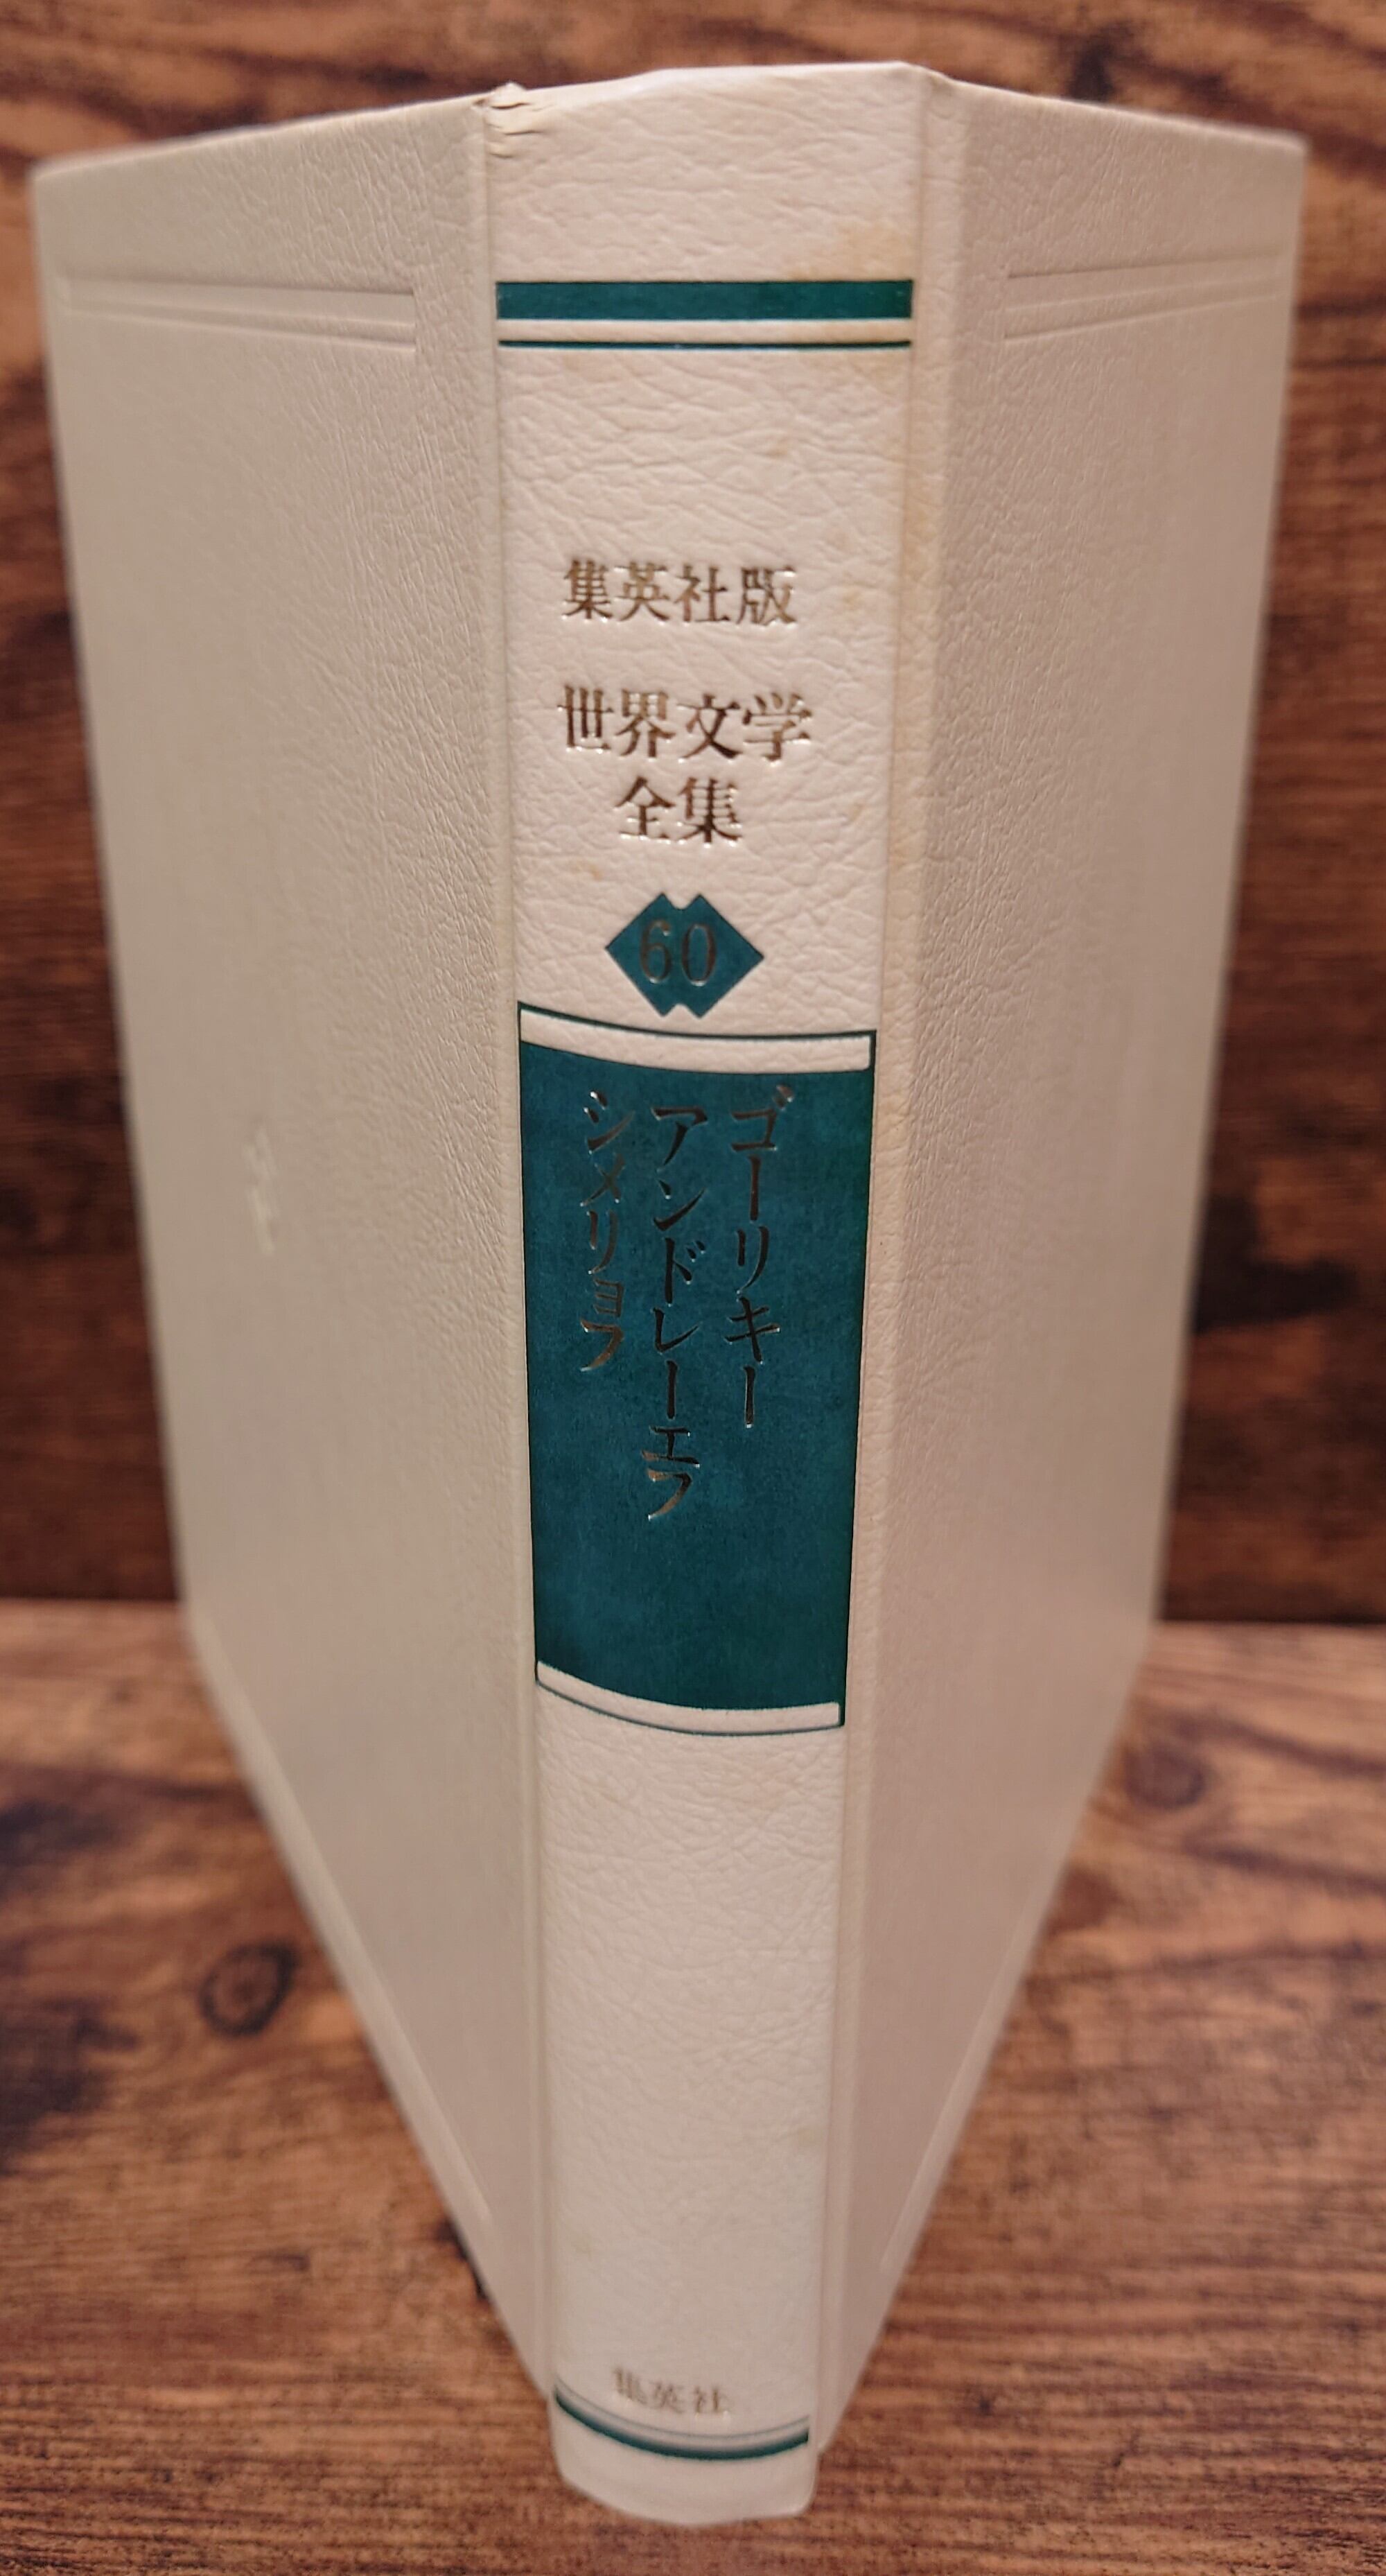 集英社版
世界文学
全集
60
ゴーリキー
アンドレーエフ
シメリョフ
集英社